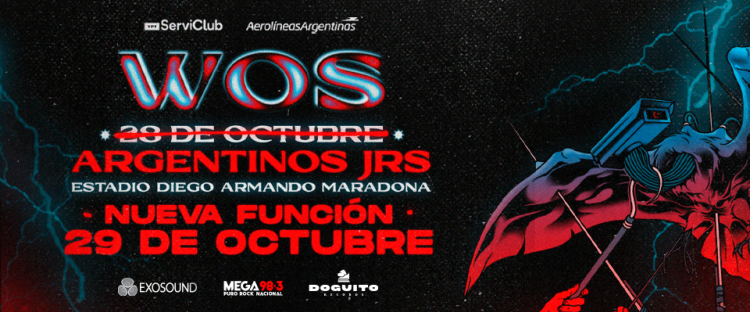 YPF ServiClub AerolíneasArgentinas
WOS
28 DE OCTUBRE
ARGENTINOS JRS
ESTADIO DIEGO ARMANDO MARADONA
- NUEVA FUNCIÓN ·
29 DE OCTUBRE
EXOSOUND MEGA 98·3 DOGUITO
PURO ROCK NACIONAL RECORDS